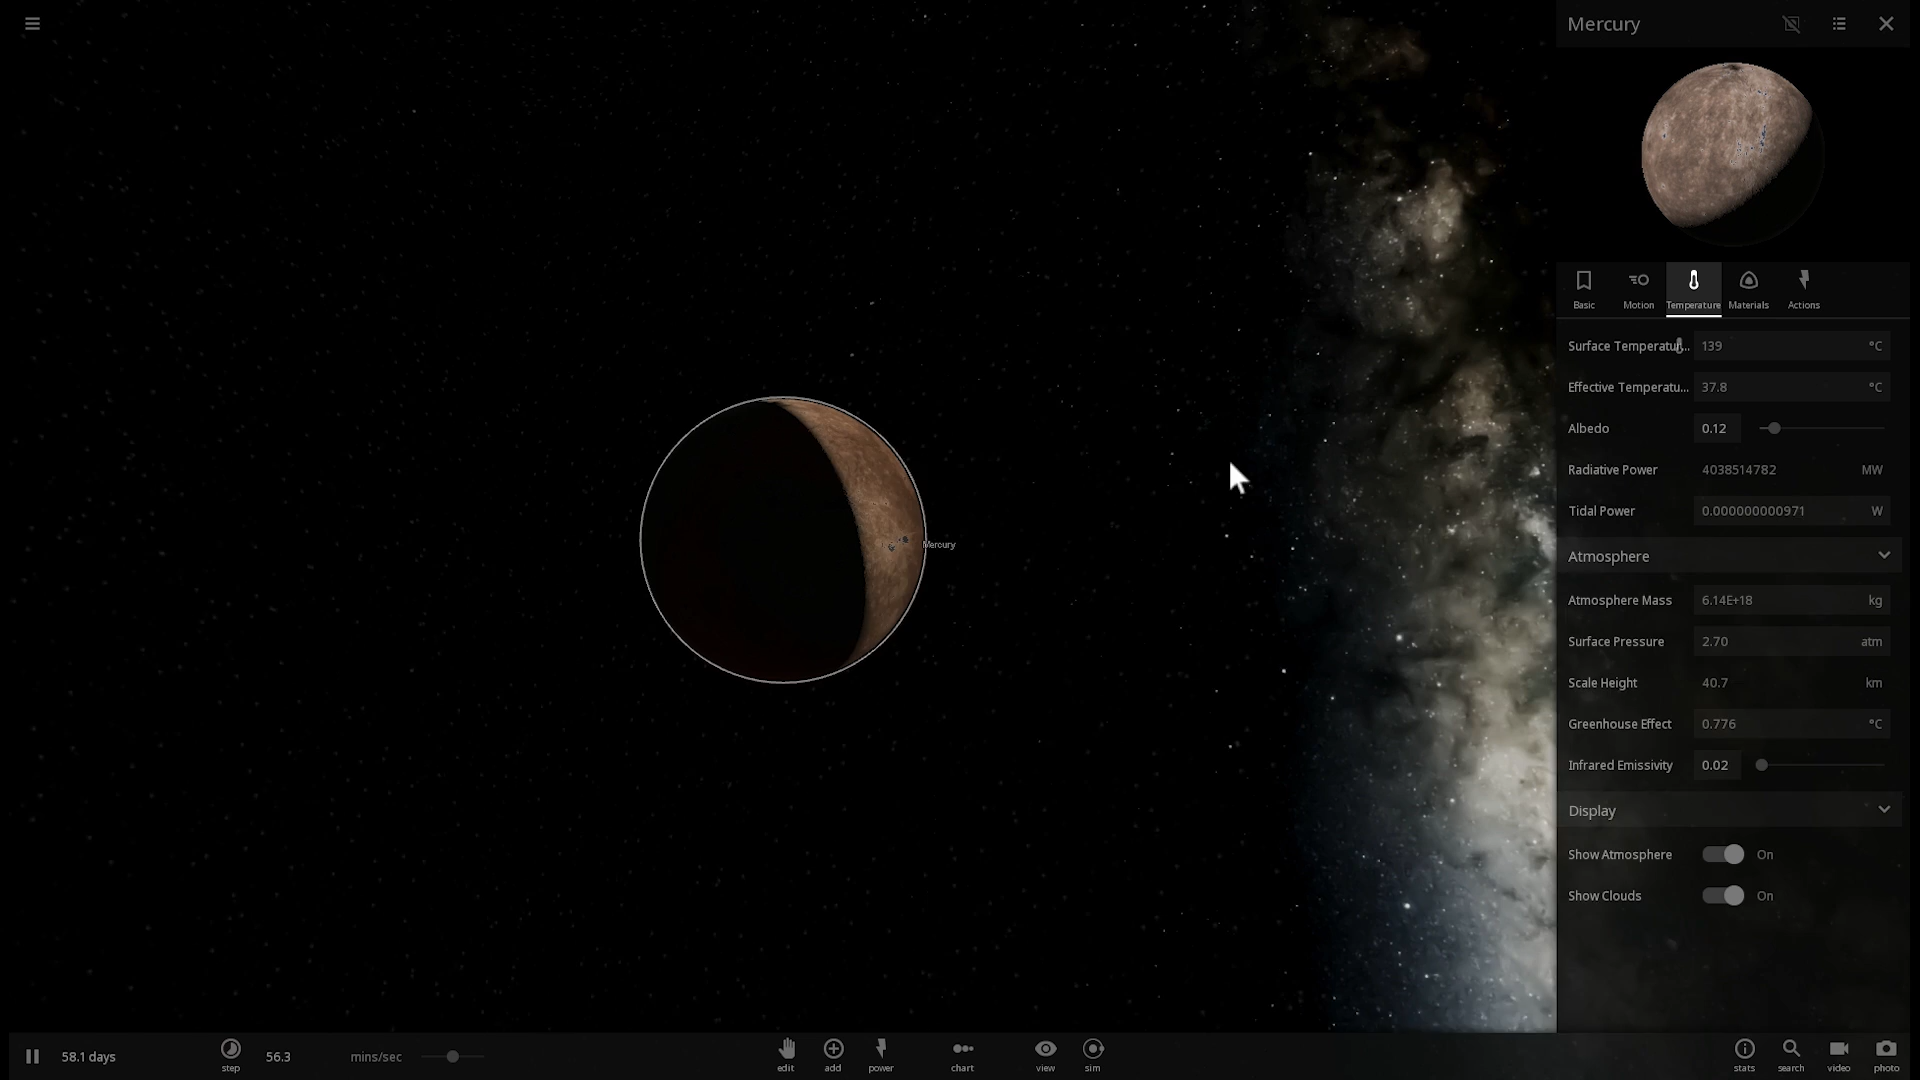 Mercury
Basic
Motion
Temperature
Materials
Actions
Surface Temperatur... 139 °C
Effective Temperatu... 37.8 °C
Albedo 0.12
Radiative Power 4038514782 MW
Tidal Power 0.000000000971 W
Atmosphere
Atmosphere Mass 6.14E+18 kg
Surface Pressure 2.70 atm
Scale Height 40.7 km
Greenhouse Effect 0.776 °C
Infrared Emissivity 0.02
Display
Show Atmosphere On
Show Clouds On
Mercury
58.1 days
step
56.3 mins/sec
edit
add
power
chart
view
sim
stats
search
video
photo